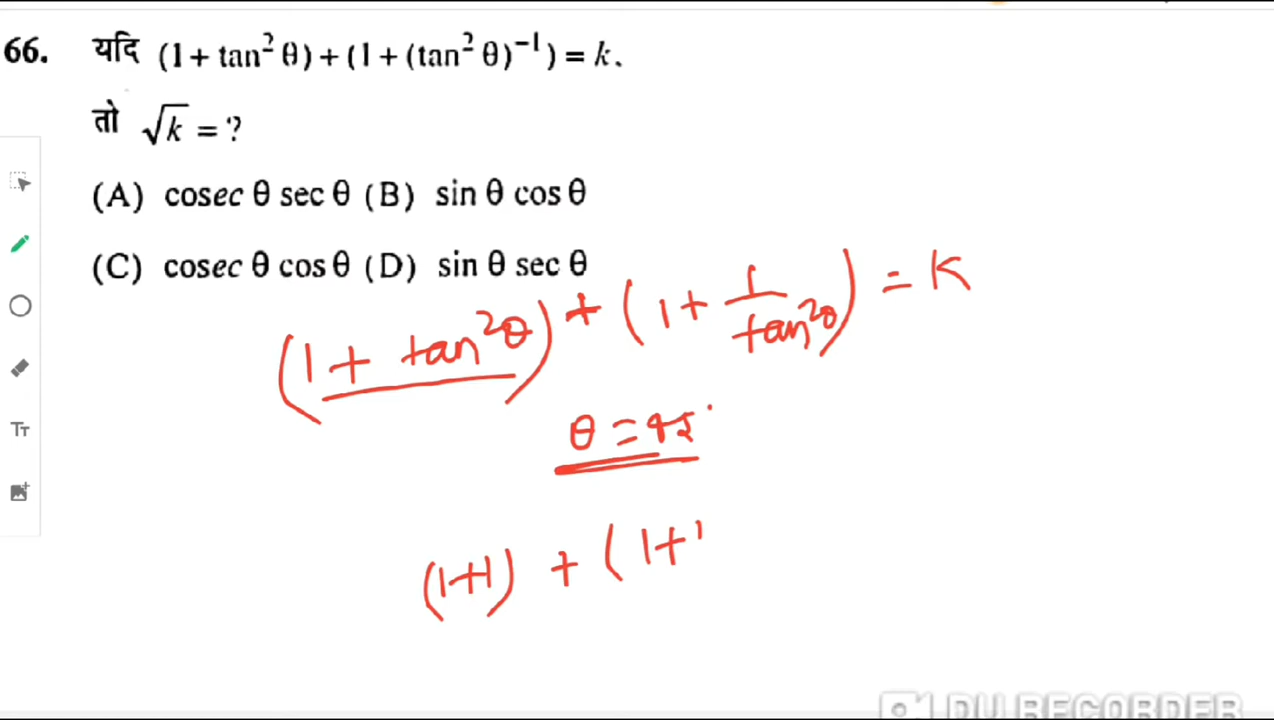 66. यदि (1 + tan² θ) + (1 + (tan² θ)⁻¹) = k.
तो √k = ?
(A) cosec θ sec θ (B) sin θ cos θ
(C) cosec θ cos θ (D) sin θ sec θ
(1 + tan²θ) + (1 + 1/tan²θ) = K
θ = 45°
(1+1) + (1+1
TT
DU RECORDER